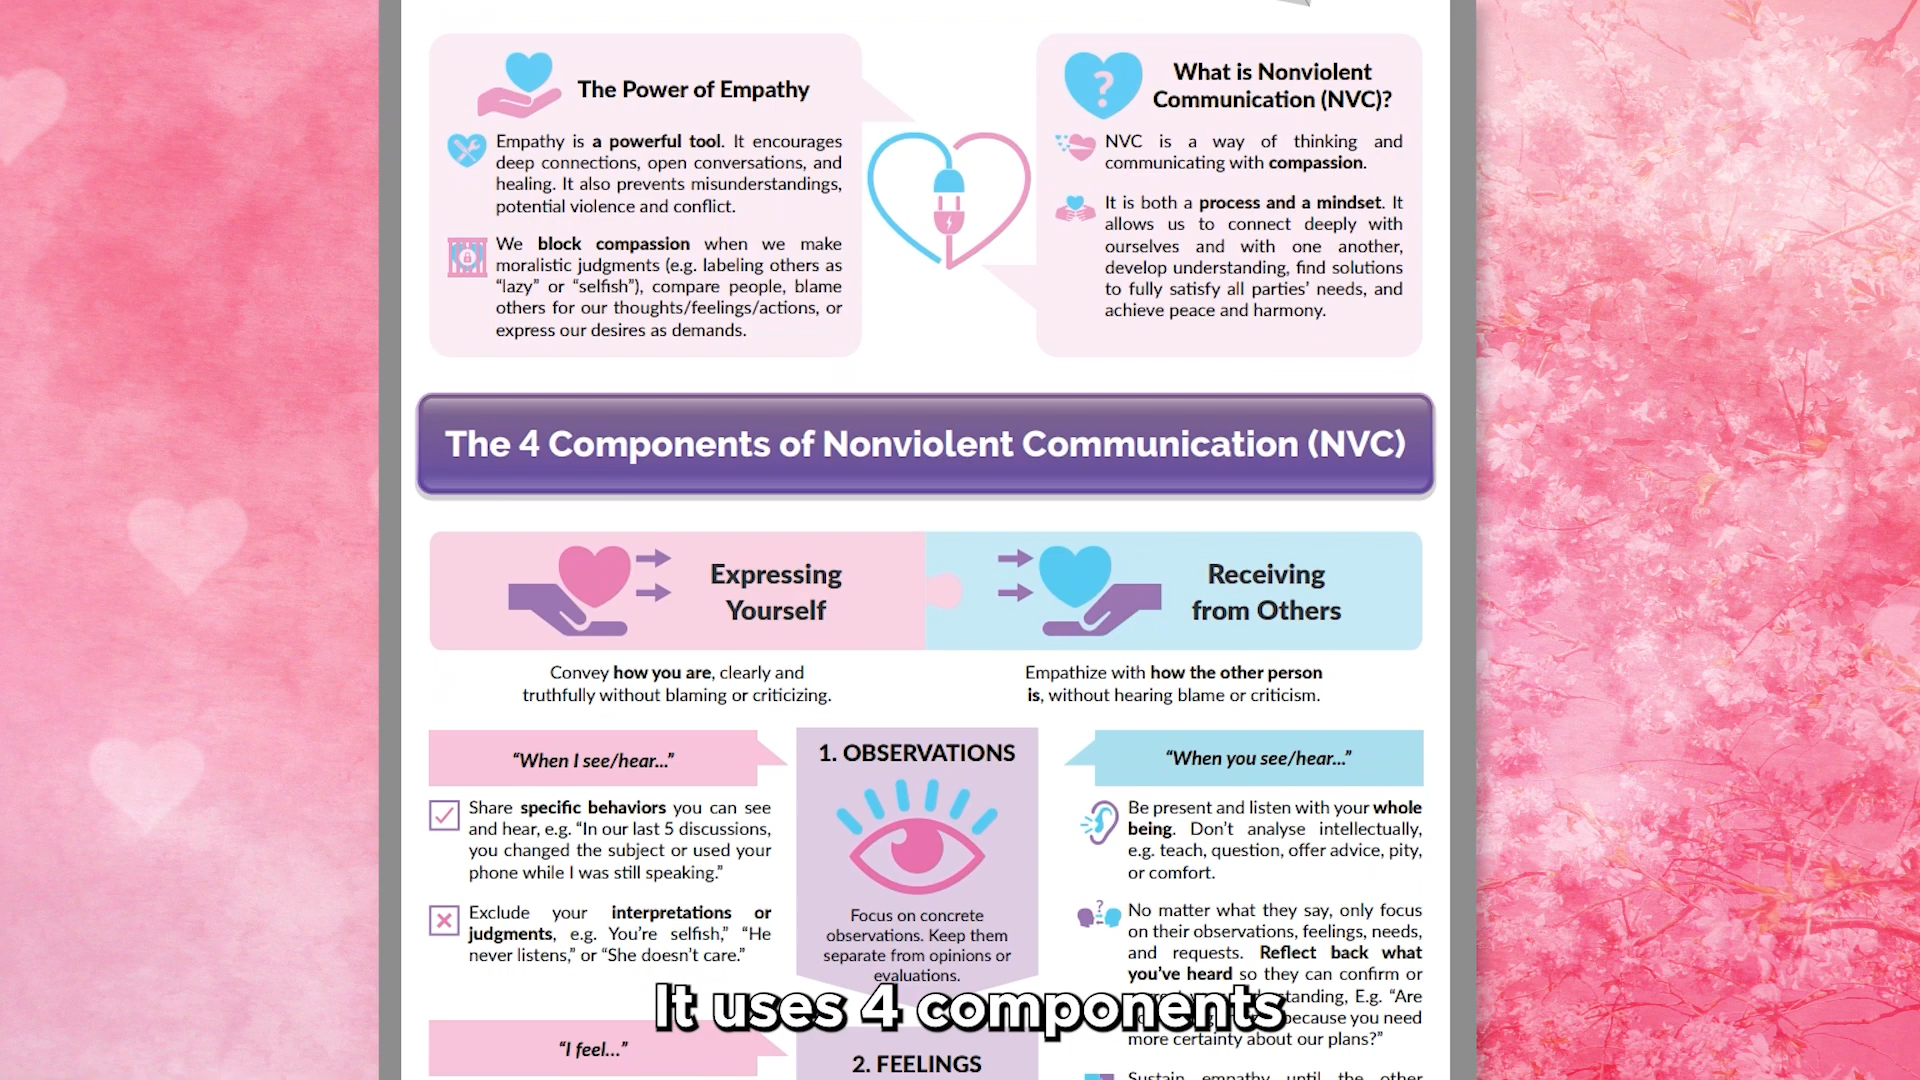 The Power of Empathy
Empathy is a powerful tool. It encourages
deep connections, open conversations, and
healing. It also prevents misunderstandings,
potential violence and conflict.
We block compassion when we make
moralistic judgments (e.g. labeling others as
“lazy” or “selfish”), compare people, blame
others for our thoughts/feelings/actions, or
express our desires as demands.
?
What is Nonviolent
Communication (NVC)?
NVC is a way of thinking and
communicating with compassion.
It is both a process and a mindset. It
allows us to connect deeply with
ourselves and with one another,
develop understanding, find solutions
to fully satisfy all parties’ needs, and
achieve peace and harmony.
The 4 Components of Nonviolent Communication (NVC)
Expressing
Yourself
Receiving
from Others
Convey how you are, clearly and
truthfully without blaming or criticizing.
Empathize with how the other person
is, without hearing blame or criticism.
“When I see/hear...”
Share specific behaviors you can see
and hear, e.g. “In our last 5 discussions,
you changed the subject or used your
phone while I was still speaking.”
Exclude your interpretations or
judgments, e.g. You’re selfish,” “He
never listens,” or “She doesn’t care.”
1. OBSERVATIONS
Focus on concrete
observations. Keep them
separate from opinions or
evaluations.
“When you see/hear...”
Be present and listen with your whole
being. Don’t analyse intellectually,
e.g. teach, question, offer advice, pity,
or comfort.
?
No matter what they say, only focus
on their observations, feelings, needs,
and requests. Reflect back what
you’ve heard so they can confirm or
E.g. “Are
because you need
more certainty about our plans?”
Sustain empathy until the other
It uses 4 components
“I feel...”
2. FEELINGS